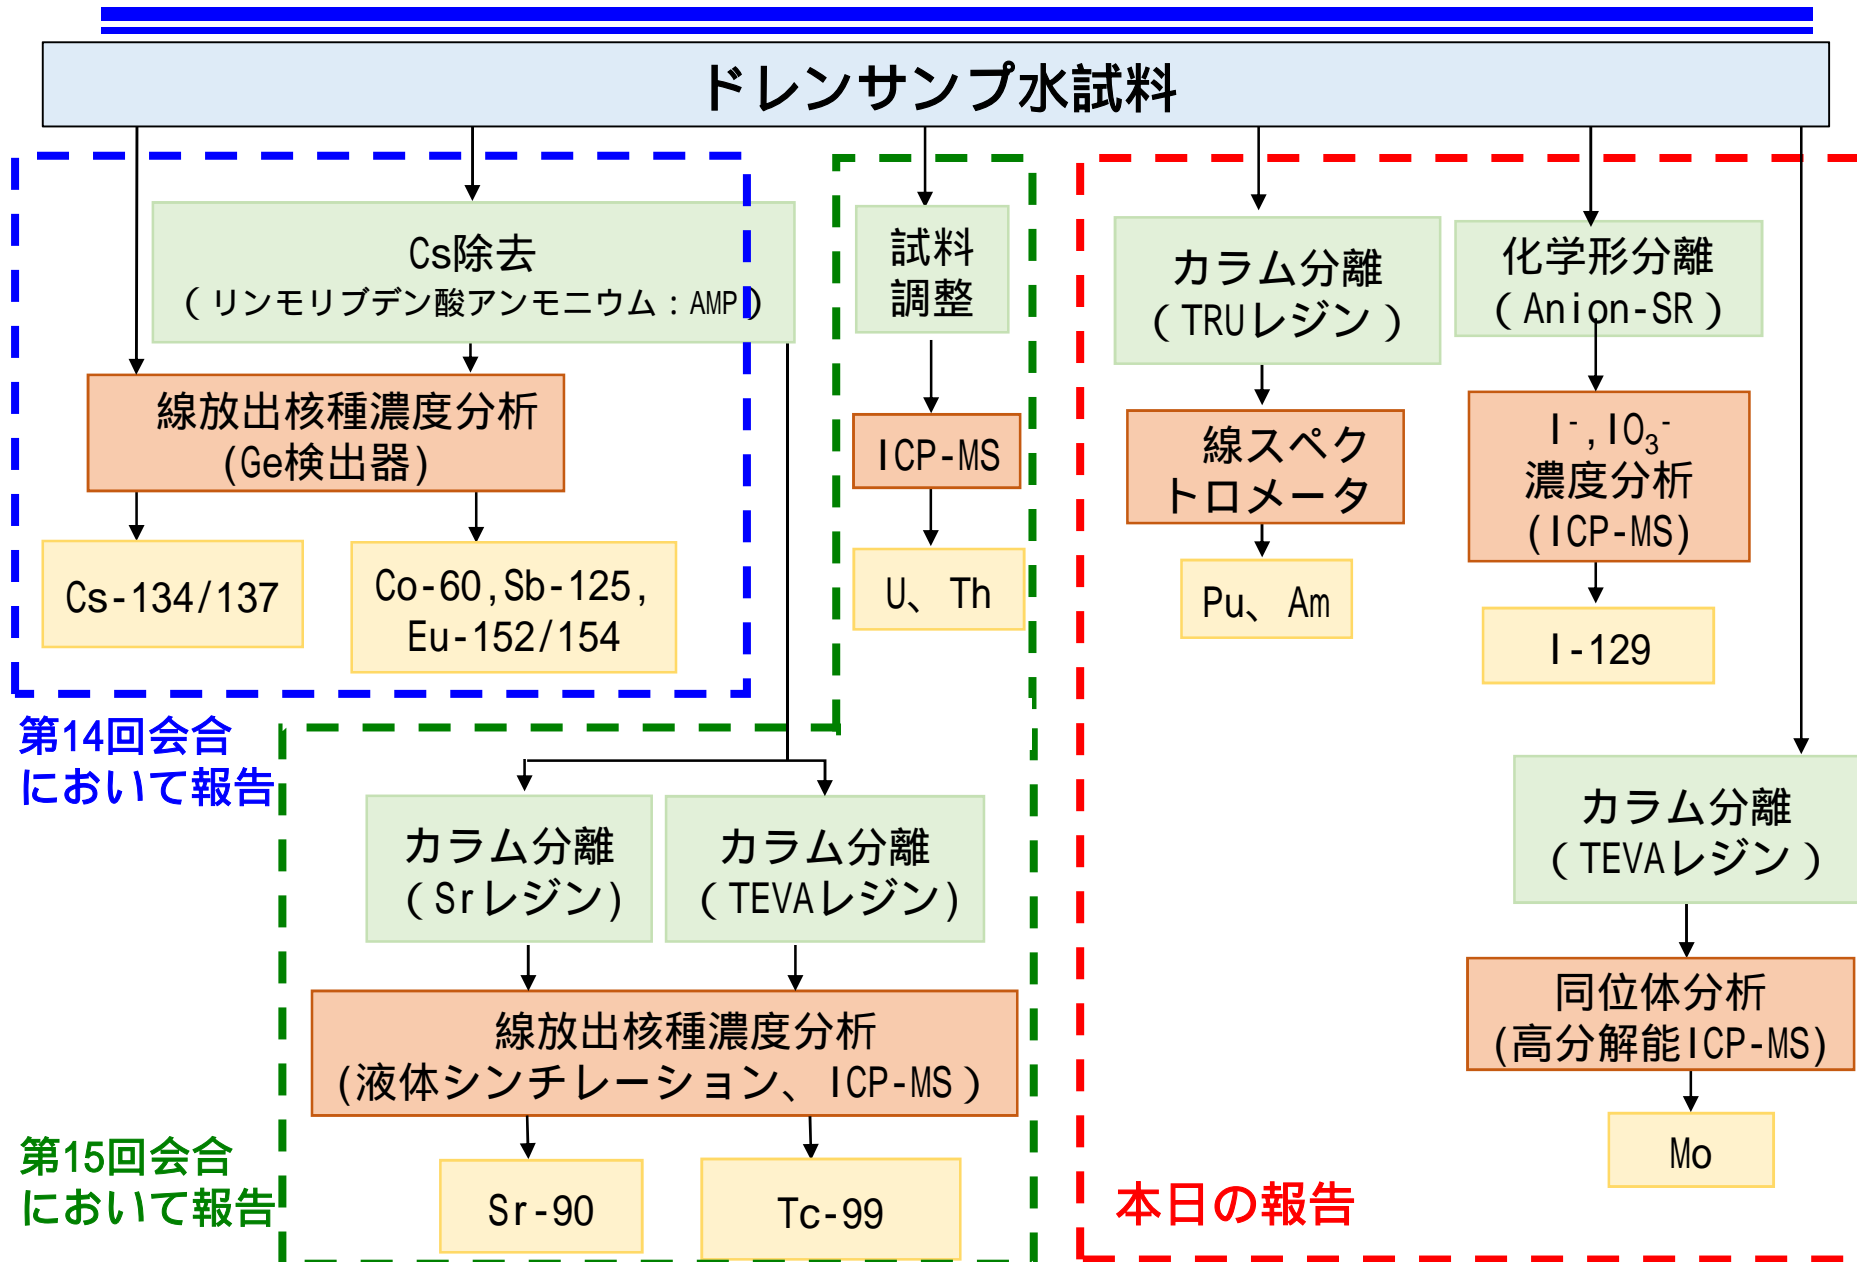 ドレンサンプ水試料
Cs除去
（リンモリブデン酸アンモニウム：AMP）
線放出核種濃度分析
(Ge検出器)
Cs-134/137
Co-60,Sb-125,
Eu-152/154
第14回会合
において報告
試料
調整
ICP-MS
U、Th
カラム分離
（Srレジン)
カラム分離
（TEVAレジン)
線放出核種濃度分析
(液体シンチレーション、ICP-MS）
Sr-90
Tc-99
第15回会合
において報告
カラム分離
（TRUレジン）
線スペク
トロメータ
Pu、Am
化学形分離
（Anion-SR）
I⁻,IO₃⁻
濃度分析
(ICP-MS)
I-129
カラム分離
（TEVAレジン）
同位体分析
(高分解能ICP-MS)
Mo
本日の報告